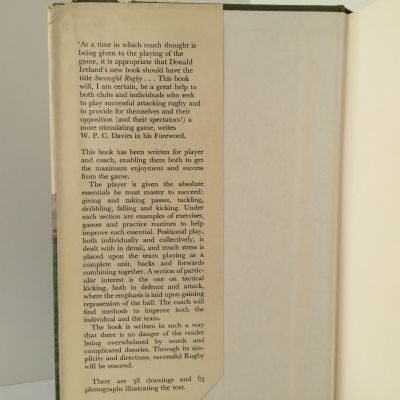 'At a time in which much thought is
being given to the playing of the
game, it is appropriate that Donald
Ireland's new book should have the
title Successful Rugby . . . This book
will, I am certain, be a great help to
both clubs and individuals who seek
to play successful attacking rugby and
to provide for themselves and their
opposition (and their spectators!) a
more stimulating game, writes
W. P. C. Davies in his Foreword.
This book has been written for player
and coach, enabling them both to get
the maximum enjoyment and success
from the game.
The player is given the absolute
essentials he must master to succeed:
giving and taking passes, tackling,
dribbling, falling and kicking. Under
each section are examples of exercises,
games and practice routines to help
improve each essential. Positional play,
both individually and collectively, is
dealt with in detail, and much stress is
placed upon the team playing as a
complete unit, backs and forwards
combining together. A section of partic-
ular interest is the one on tactical
kicking, both in defence and attack,
where the emphasis is laid upon gaining
repossession of the ball. The coach will
find methods to improve both the
individual and the team.
The book is written in such a way
that there is no danger of the reader
being overwhelmed by words and
complicated theories. Through its sim-
plicity and directness, successful Rugby
will be ensured.
There are 38 drawings and 63
photographs illustrating the text.